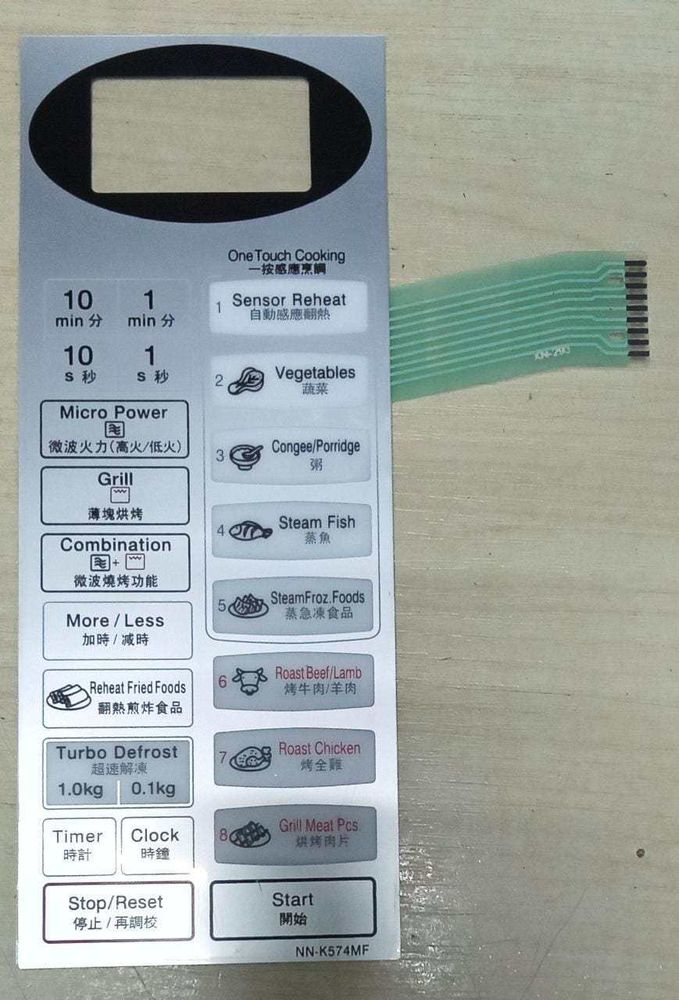 One Touch Cooking
一按感應烹調
10 min 分
1 min 分
10 s 秒
1 s 秒
Micro Power
微波火力(高火/低火)
Grill
薄塊烘烤
Combination
+
微波燒烤功能
More / Less
加時 / 减時
Reheat Fried Foods
翻熱煎炸食品
Turbo Defrost
超速解凍
1.0kg 0.1kg
Timer
時計
Clock
時鐘
Stop/Reset
停止 / 再調校
1 Sensor Reheat
自動感應翻熱
2 Vegetables
蔬菜
3 Congee/Porridge
粥
4 Steam Fish
蒸魚
5 Steam Froz. Foods
蒸急凍食品
6 Roast Beef/Lamb
烤牛肉/羊肉
7 Roast Chicken
烤全雞
8 Grill Meat Pcs
烘烤肉片
Start
開始
NN-K574MF